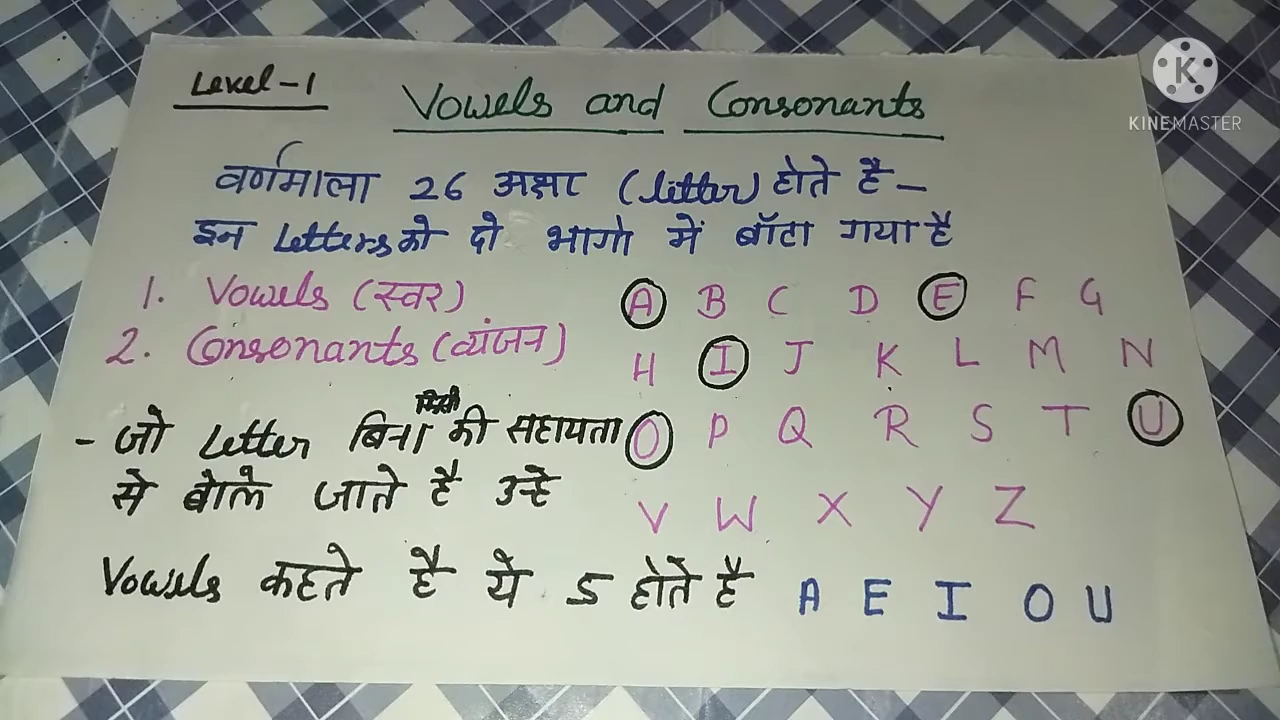 Level-1
Vowels and Consonants
वर्णमाला 26 अक्षर (litter) होते है –
इन Letters को दो भागो में बॉटा गया है
1. Vowels (स्वर)
2. Consonants (व्यंजन)
A B C D E F G
H I J K L M N
O P Q R S T U
V W X Y Z
- जो Letter बिना किसी की सहायता
से बोले जाते है उन्हे
Vowels कहते है ये 5 होते है A E I O U
K
KINEMASTER